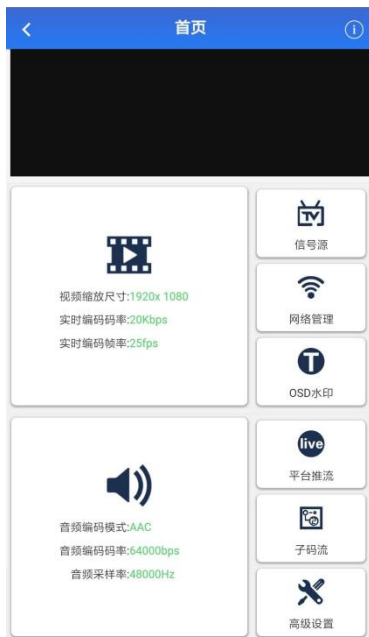 首页
视频缩放尺寸:1920x 1080
实时编码码率:20Kbps
实时编码帧率:25fps
TV
信号源
网络管理
T
OSD水印
音频编码模式:AAC
音频编码码率:64000bps
音频采样率:48000Hz
live
平台推流
子码流
高级设置